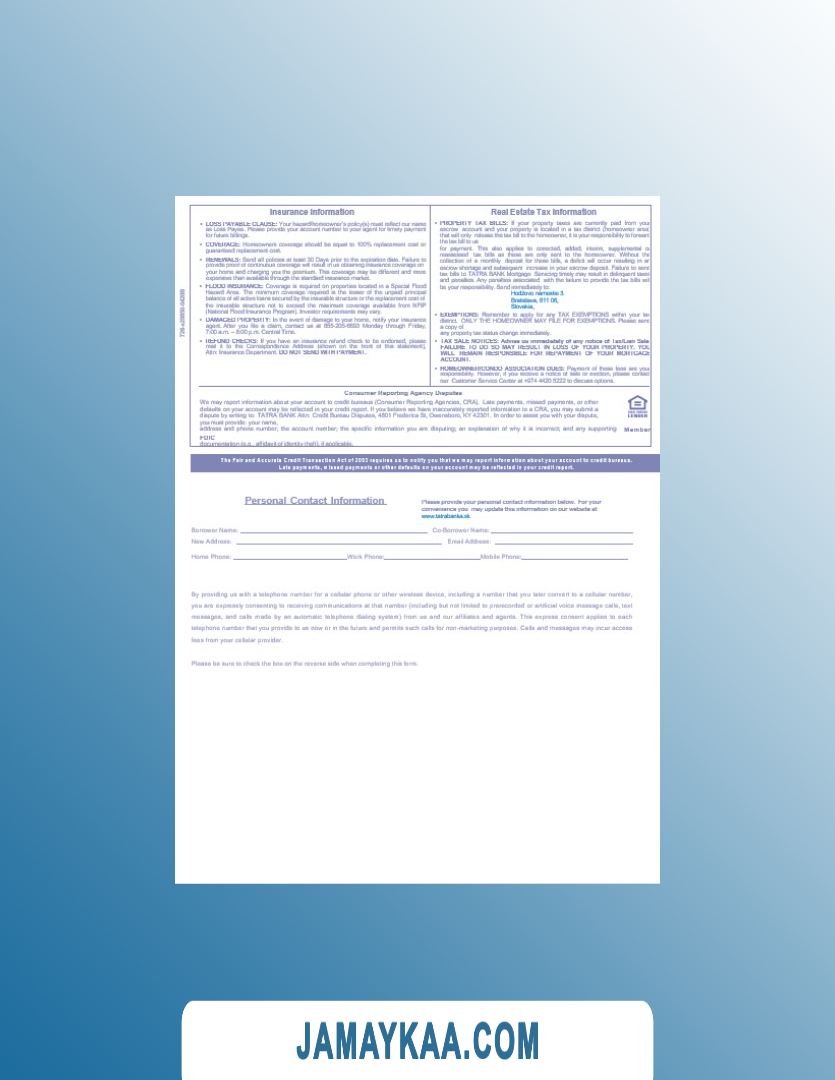 Insurance Information
• LOSS PAYABLE CLAUSE: Your hazard/homeowner's policy(s) must reflect our name
as Loss Payee. Please provide your account number to your agent for timely payment
for future billings.
• COVERAGE: Homeowners coverage should be equal to 100% replacement cost or
guaranteed replacement cost.
• RENEWALS: Send all policies at least 30 Days prior to the expiration date. Failure to
provide proof of continuous coverage will result in us obtaining insurance coverage on
your home and charging you the premium. This coverage may be different and more
expensive than available through the standard insurance market.
• FLOOD INSURANCE: Coverage is required on properties located in a Special Flood
Hazard Area. The minimum coverage required is the lesser of the unpaid principal
balance of all active loans secured by the insurable structure or the replacement cost of
the insurable structure not to exceed the maximum coverage available from NFIP
(National Flood Insurance Program). Investor requirements may vary.
• DAMAGED PROPERTY: In the event of damage to your home, notify your insurance
agent. After you file a claim, contact us at Monday through Friday,
7:00 a.m. – 8:00 p.m. Central Time.
• REFUND CHECKS: If you have an insurance refund check to be endorsed, please
mail it to the Correspondence Address (shown on the front of this statement),
Attn: Insurance Department. DO NOT SEND WITH PAYMENT.
Real Estate Tax Information
• PROPERTY TAX BILLS: If your property taxes are currently paid from your
escrow account and your property is located in a tax district (homeowner area)
that will only release the tax bill to the homeowner, it is your responsibility to forward
the tax bill to us
for payment. This also applies to corrected, added, interim, supplemental o
reassessed tax bills as these are only sent to the homeowner. Without the
collection of a monthly deposit for these bills, a deficit will occur resulting in an
escrow shortage and subsequent increase in your escrow deposit. Failure to send
tax bills to TATRA BANK Mortgage Servicing timely may result in delinquent taxes
and penalties. Any penalties associated with the failure to provide the tax bills will
be your responsibility. Send immediately to:
Hodžovo námestie 3,
Bratislava, 811 06,
Slovakia,
• EXEMPTIONS: Remember to apply for any TAX EXEMPTIONS within your tax
district. ONLY THE HOMEOWNER MAY FILE FOR EXEMPTIONS. Please send
a copy of
any property tax status change immediately.
• TAX SALE NOTICES: Advise us immediately of any notice of Tax/Lein Sale
FAILURE TO DO SO MAY RESULT IN LOSS OF YOUR PROPERTY. YOU
WILL REMAIN RESPONSIBLE FOR REPAYMENT OF YOUR MORTGAGE
ACCOUNT.
• HOMEOWNER/CONDO ASSOCIATION DUES: Payment of these fees are your
responsibility. However, if you receive a notice of sale or eviction, please contact
our Customer Service Center at +974 4420 5222 to discuss options.
Consumer Reporting Agency Disputes
We may report information about your account to credit bureaus (Consumer Reporting Agencies, CRA). Late payments, missed payments, or other
defaults on your account may be reflected in your credit report. If you believe we have inaccurately reported information to a CRA, you may submit a
dispute by writing to TATRA BANK Attn: Credit Bureau Disputes, 4801 Frederica St, Owensboro, KY 42301. In order to assist you with your dispute,
you must provide: your name,
address and phone number; the account number; the specific information you are disputing; an explanation of why it is incorrect; and any supporting
Member
FDIC
documentation (e.g., affidavit of identity theft), if applicable.
The Fair and Accurate Credit Transaction Act of 2003 requires us to notify you that we may report information about your account to credit bureaus.
Late payments, missed payments or other defaults on your account may be reflected in your credit report.
Personal Contact Information
Please provide your personal contact information below. For your
convenience you may update this information on our website at
www.tatrabanka.sk
Borrower Name: Co-Borrower Name:
New Address: Email Address:
Home Phone: Work Phone: Mobile Phone:
By providing us with a telephone number for a cellular phone or other wireless device, including a number that you later convert to a cellular number,
you are expressly consenting to receiving communications at that number (including but not limited to prerecorded or artificial voice message calls, text
messages, and calls made by an automatic telephone dialing system) from us and our affiliates and agents. This express consent applies to each
telephone number that you provide to us now or in the future and permits such calls for non-marketing purposes. Calls and messages may incur access
fees from your cellular provider.
Please be sure to check the box on the reverse side when completing this form.
JAMAYKAA.COM